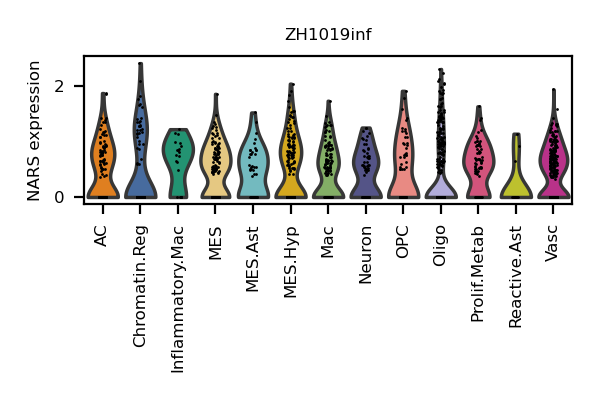 ZH1019inf
NARS expression
2
0
AC
Chromatin.Reg
Inflammatory.Mac
MES
MES.Ast
MES.Hyp
Mac
Neuron
OPC
Oligo
Prolif.Metab
Reactive.Ast
Vasc